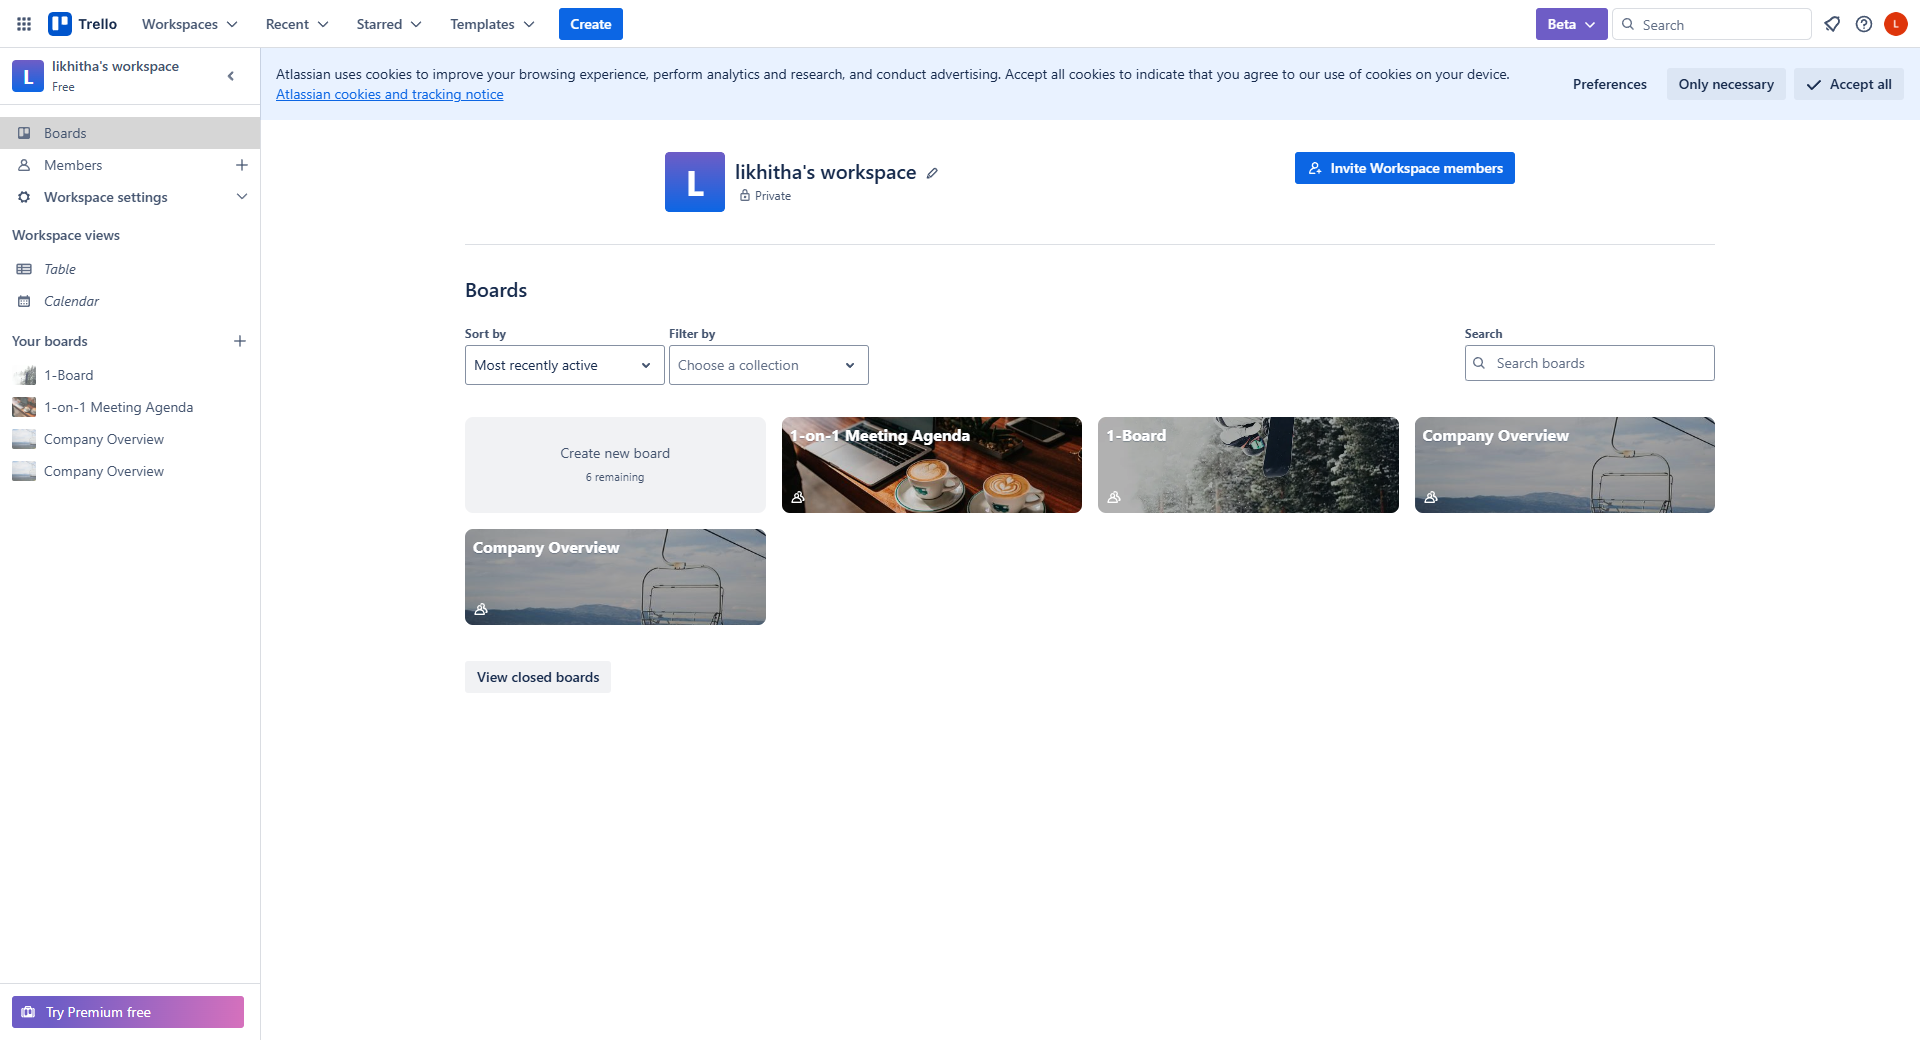 Trello
Workspaces
Recent
Starred
Templates
Create
Beta
Search
L
L
likhitha's workspace
Free
Boards
Members
Workspace settings
Workspace views
Table
Calendar
Your boards
1-Board
1-on-1 Meeting Agenda
Company Overview
Company Overview
Try Premium free
Atlassian uses cookies to improve your browsing experience, perform analytics and research, and conduct advertising. Accept all cookies to indicate that you agree to our use of cookies on your device.
Atlassian cookies and tracking notice
Preferences
Only necessary
Accept all
L
likhitha's workspace
Private
Invite Workspace members
Boards
Sort by
Most recently active
Filter by
Choose a collection
Search
Search boards
Create new board
6 remaining
1-on-1 Meeting Agenda
1-Board
Company Overview
Company Overview
View closed boards